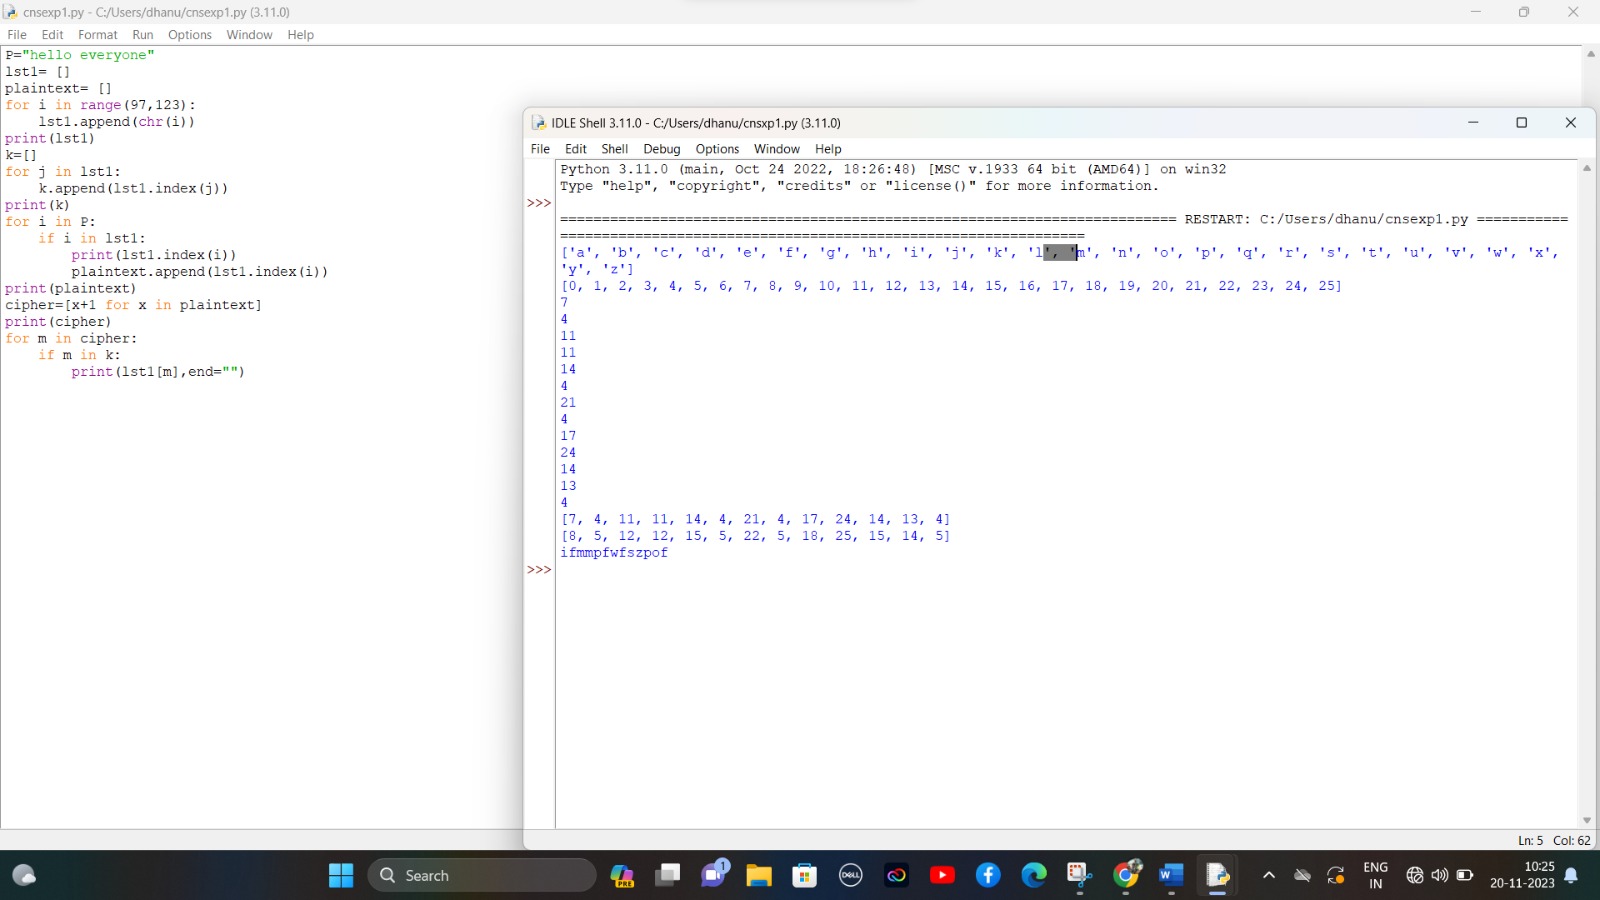 cnsexp1.py - C:/Users/dhanu/cnsexp1.py (3.11.0)
File Edit Format Run Options Window Help
P="hello everyone"
lst1= []
plaintext= []
for i in range(97,123):
    lst1.append(chr(i))
print(lst1)
k=[]
for j in lst1:
    k.append(lst1.index(j))
print(k)
for i in P:
    if i in lst1:
        print(lst1.index(i))
        plaintext.append(lst1.index(i))
print(plaintext)
cipher=[x+1 for x in plaintext]
print(cipher)
for m in cipher:
    if m in k:
        print(lst1[m],end="")
IDLE Shell 3.11.0 - C:/Users/dhanu/cnsxp1.py (3.11.0)
File Edit Shell Debug Options Window Help
Python 3.11.0 (main, Oct 24 2022, 18:26:48) [MSC v.1933 64 bit (AMD64)] on win32
Type "help", "copyright", "credits" or "license()" for more information.
>>>
========================================================================== RESTART: C:/Users/dhanu/cnsexp1.py ===========
===============================================================
['a', 'b', 'c', 'd', 'e', 'f', 'g', 'h', 'i', 'j', 'k', 'l', 'm', 'n', 'o', 'p', 'q', 'r', 's', 't', 'u', 'v', 'w', 'x',
'y', 'z']
[0, 1, 2, 3, 4, 5, 6, 7, 8, 9, 10, 11, 12, 13, 14, 15, 16, 17, 18, 19, 20, 21, 22, 23, 24, 25]
7
4
11
11
14
4
21
4
17
24
14
13
4
[7, 4, 11, 11, 14, 4, 21, 4, 17, 24, 14, 13, 4]
[8, 5, 12, 12, 15, 5, 22, 5, 18, 25, 15, 14, 5]
ifmmpfwfszpof
>>>
Ln: 5 Col: 62
Search
PRE
1
DELL
W
ENG
IN
10:25
20-11-2023